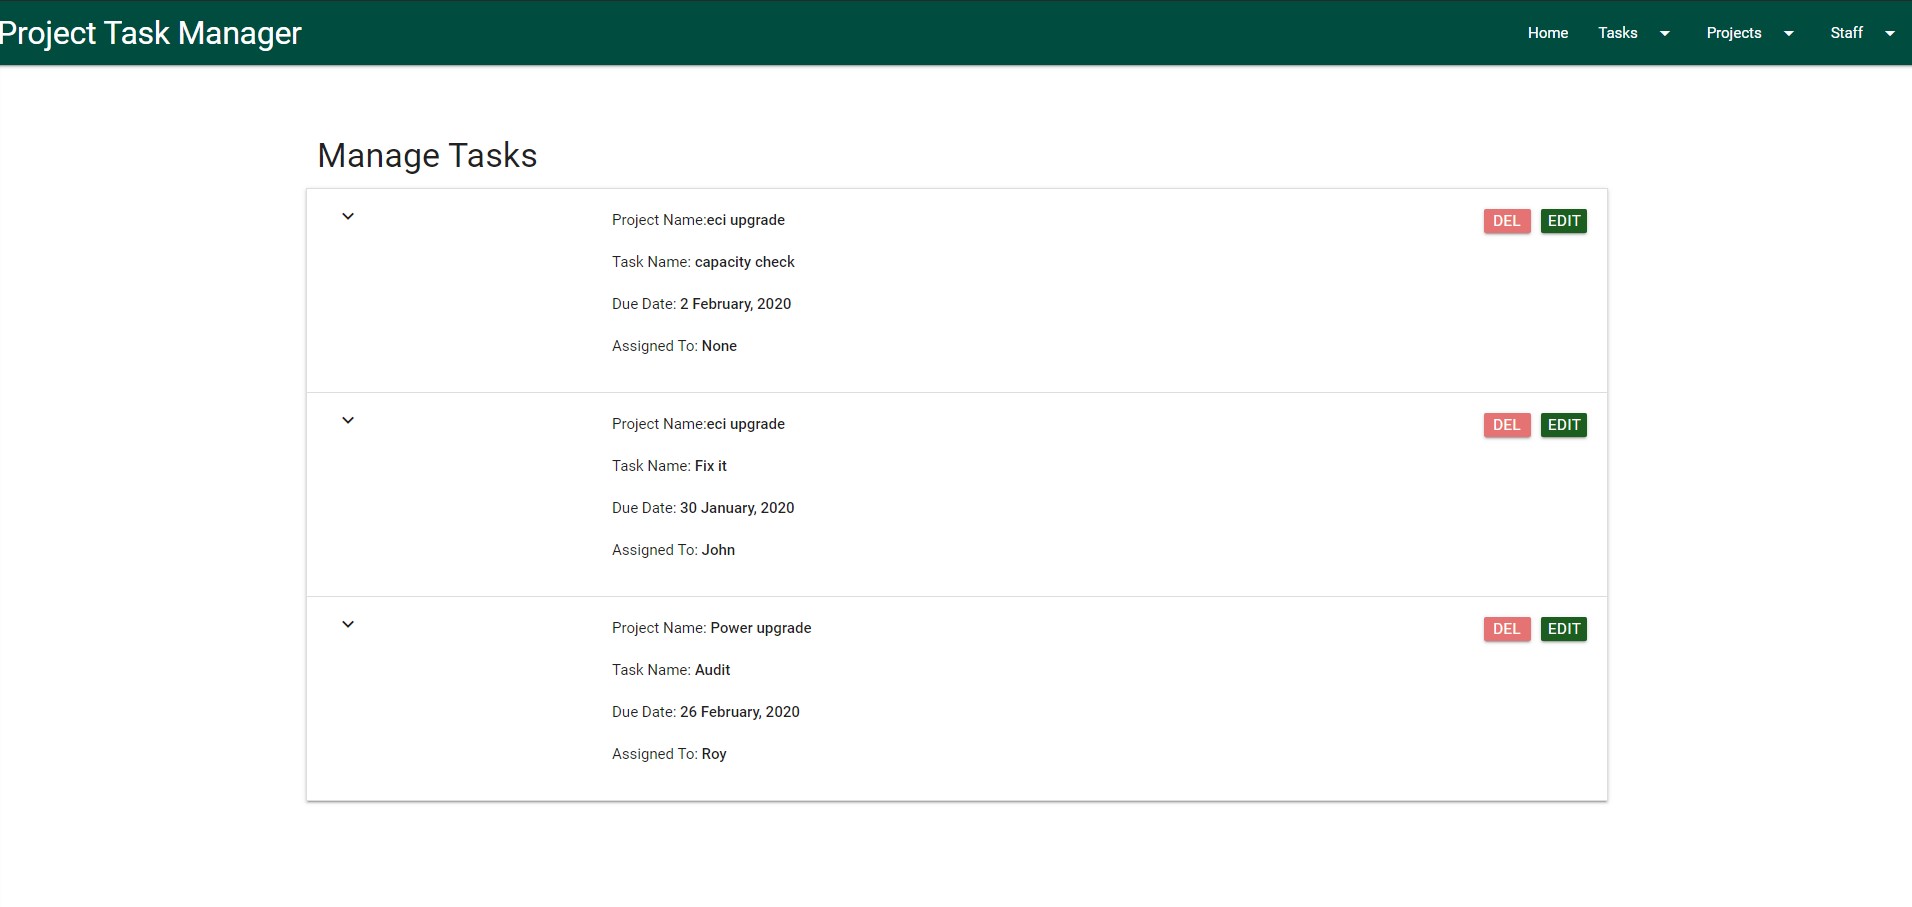 Project Task Manager Home Tasks Projects Staff
Manage Tasks
Project Name:eci upgrade DEL EDIT
Task Name: capacity check
Due Date: 2 February, 2020
Assigned To: None
Project Name:eci upgrade DEL EDIT
Task Name: Fix it
Due Date: 30 January, 2020
Assigned To: John
Project Name: Power upgrade DEL EDIT
Task Name: Audit
Due Date: 26 February, 2020
Assigned To: Roy